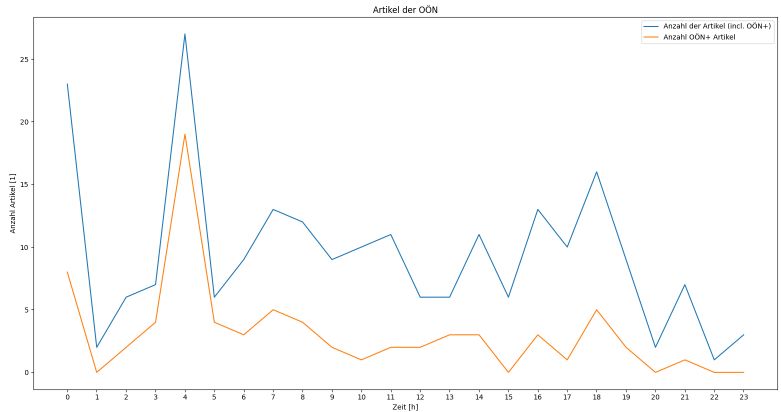 Artikel der OÖN
Anzahl der Artikel (incl. OÖN+)
Anzahl OÖN+ Artikel
Anzahl Artikel [1]
25
20
15
10
5
0
0 1 2 3 4 5 6 7 8 9 10 11 12 13 14 15 16 17 18 19 20 21 22 23
Zeit [h]